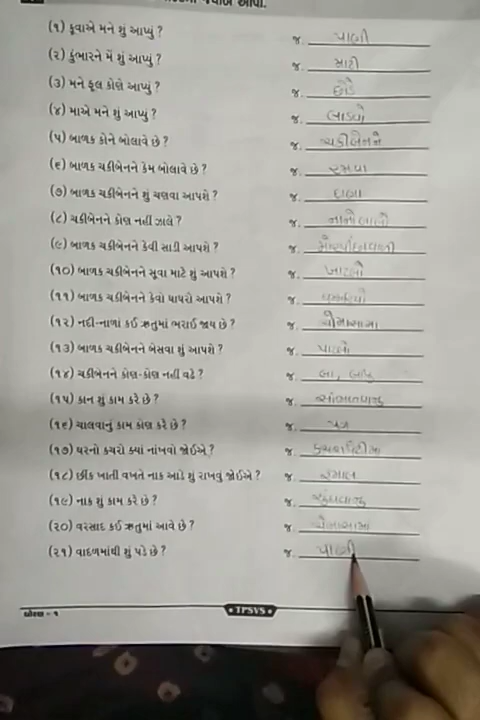 જવાબ આપો.
(૧) કૂવાએ મને શું આપ્યું ? જ. પાણી
(૨) કુંભારને મેં શું આપ્યું ? જ. માટી
(૩) મને ફૂલ કોણે આપ્યું ? જ. છોડે
(૪) માએ મને શું આપ્યું ? જ. લાડવો
(૫) બાળક કોને બોલાવે છે ? જ. ચકીબેનને
(૬) બાળક ચકીબેનને કેમ બોલાવે છે ? જ. રમવા
(૭) બાળક ચકીબેનને શું ચણવા આપશે ? જ. દાણા
(૮) ચકીબેનને કોણ નહીં ઝાલે ? જ.
(૯) બાળક ચકીબેનને કેવી સાડી આપશે ? જ.
(૧૦) બાળક ચકીબેનને સૂવા માટે શું આપશે ? જ. ખાટલો
(૧૧) બાળક ચકીબેનને કેવો ઘાઘરો આપશે ? જ.
(૧૨) નદી-નાળાં કઈ ઋતુમાં ભરાઈ જાય છે ? જ. ચોમાસામા
(૧૩) બાળક ચકીબેનને બેસવા શું આપશે ? જ. પાટલો
(૧૪) ચકીબેનને કોણ-કોણ નહીં વઢે ? જ. બા, બાપુ
(૧૫) કાન શું કામ કરે છે ? જ. સાંભળવાનું
(૧૬) ચાલવાનું કામ કોણ કરે છે ? જ. પગ
(૧૭) ઘરનો કચરો ક્યાં નાંખવો જોઈએ ? જ. કચરાપેટીમા
(૧૮) છીંક ખાતી વખતે નાક આડે શું રાખવું જોઈએ ? જ. રૂમાલ
(૧૯) નાક શું કામ કરે છે ? જ. સુંઘવાનું
(૨૦) વરસાદ કઈ ઋતુમાં આવે છે ? જ. ચોમાસામા
(૨૧) વાદળમાંથી શું પડે છે ? જ. પાણી
ધોરણ - ૧ TPSVS